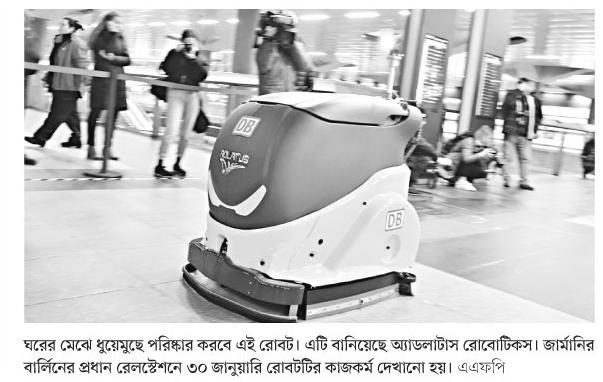 DB
ADLATUS
DB
ঘরের মেঝে ধুয়েমুছে পরিষ্কার করবে এই রোবট। এটি বানিয়েছে অ্যাডলাটাস রোবোটিকস। জার্মানির
বার্লিনের প্রধান রেলস্টেশনে ৩০ জানুয়ারি রোবটটির কাজকর্ম দেখানো হয়। এএফপি